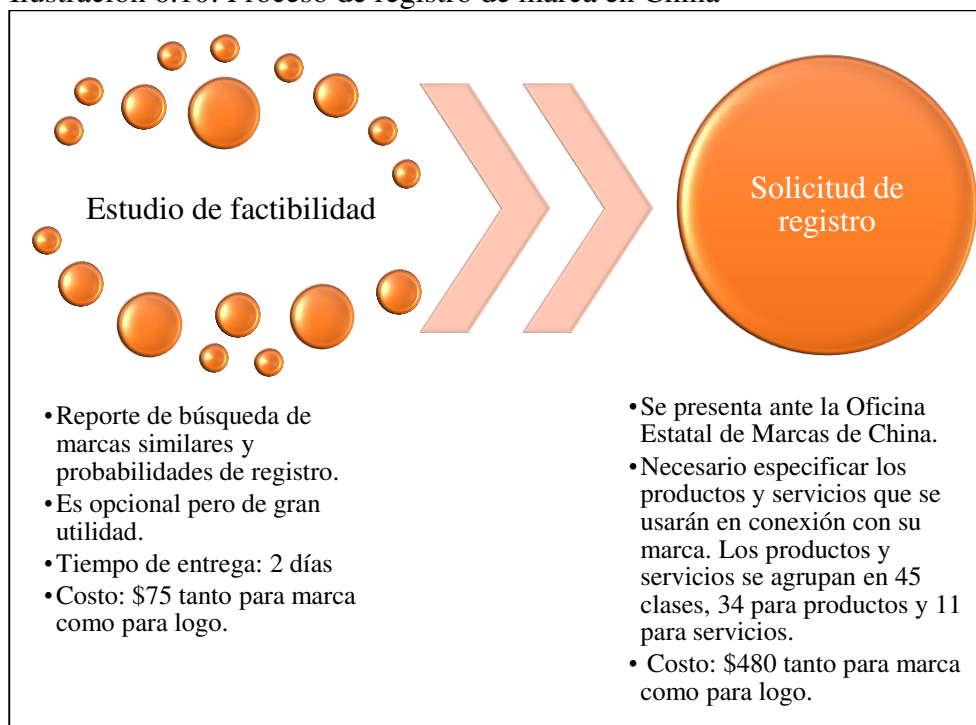 Ilustración 8.10: Proceso de registro de marca en China
Estudio de factibilidad
•Reporte de búsqueda de
marcas similares y
probabilidades de registro.
•Es opcional pero de gran
utilidad.
•Tiempo de entrega: 2 días
•Costo: $75 tanto para marca
como para logo.
Solicitud de
registro
•Se presenta ante la Oficina
Estatal de Marcas de China.
•Necesario especificar los
productos y servicios que se
usarán en conexión con su
marca. Los productos y
servicios se agrupan en 45
clases, 34 para productos y 11
para servicios.
• Costo: $480 tanto para marca
como para logo.